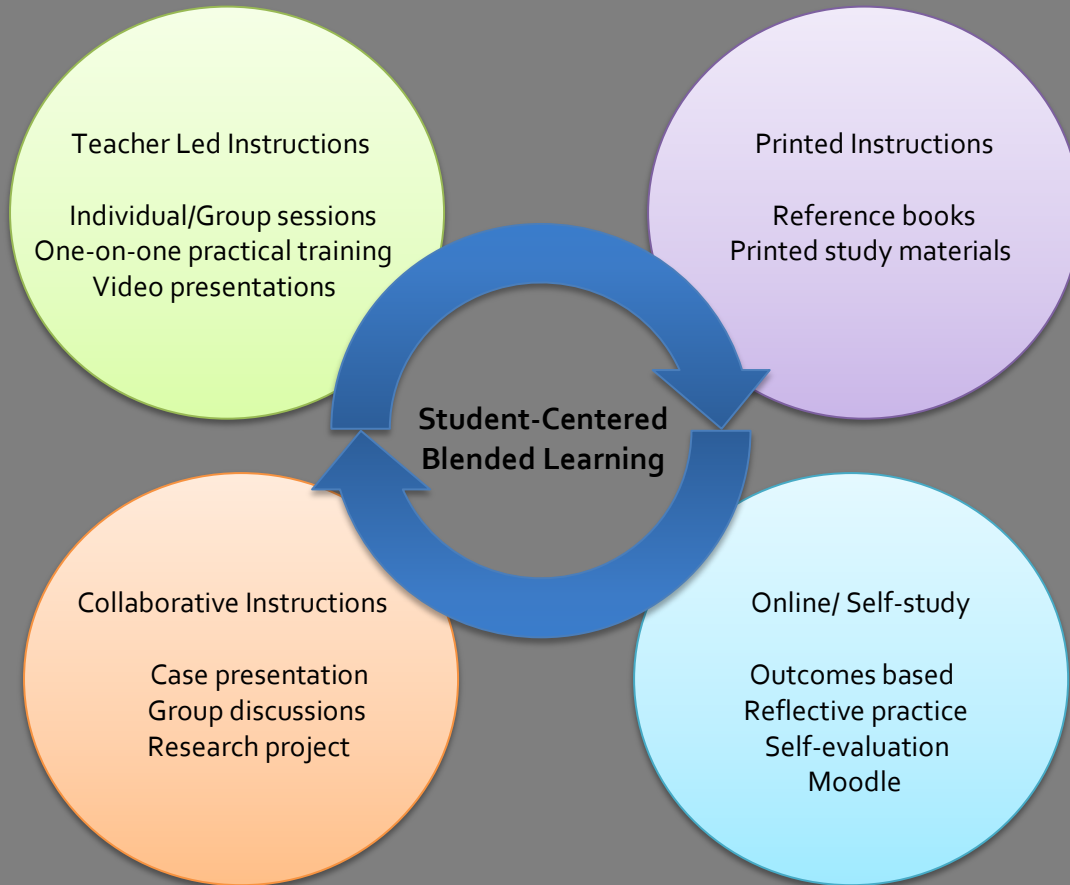 Teacher Led Instructions
Individual/Group sessions
One-on-one practical training
Video presentations
Printed Instructions
Reference books
Printed study materials
Student-Centered
Blended Learning
Collaborative Instructions
Case presentation
Group discussions
Research project
Online/ Self-study
Outcomes based
Reflective practice
Self-evaluation
Moodle